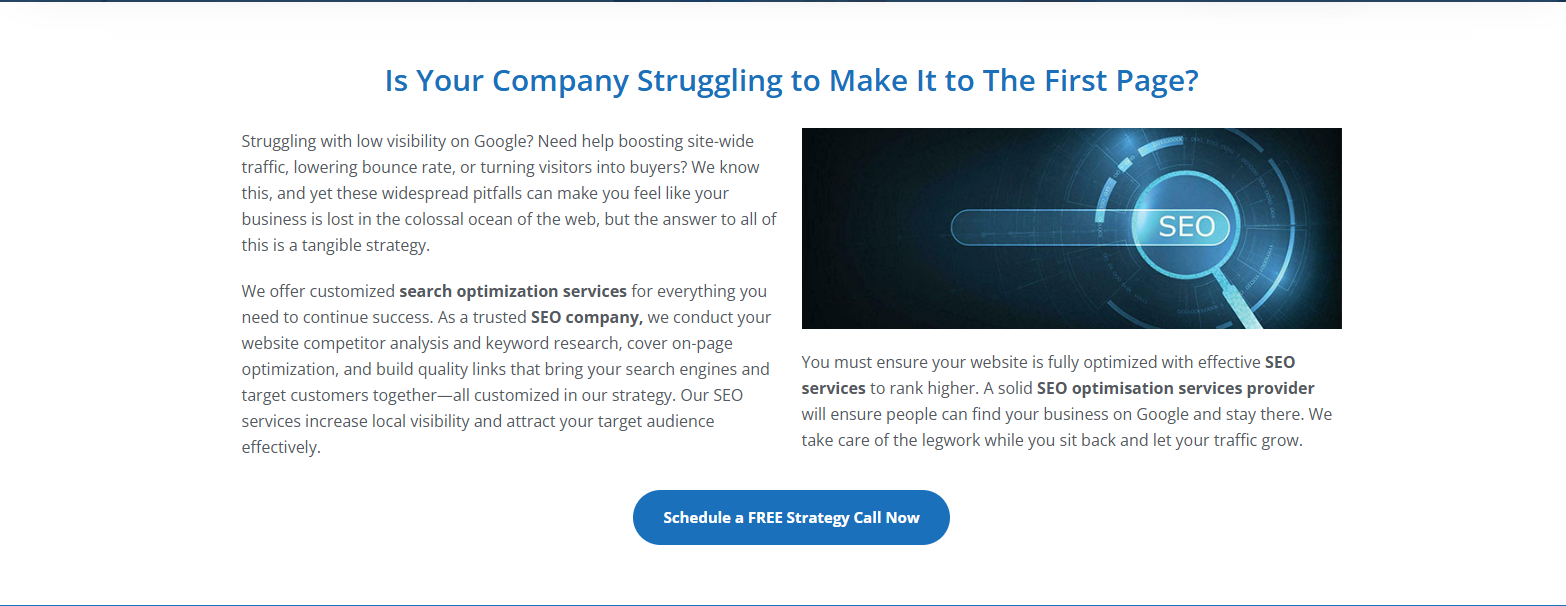 Is Your Company Struggling to Make It to The First Page?
Struggling with low visibility on Google? Need help boosting site-wide
traffic, lowering bounce rate, or turning visitors into buyers? We know
this, and yet these widespread pitfalls can make you feel like your
business is lost in the colossal ocean of the web, but the answer to all of
this is a tangible strategy.
We offer customized search optimization services for everything you
need to continue success. As a trusted SEO company, we conduct your
website competitor analysis and keyword research, cover on-page
optimization, and build quality links that bring your search engines and
target customers together—all customized in our strategy. Our SEO
services increase local visibility and attract your target audience
effectively.
SEO
You must ensure your website is fully optimized with effective SEO
services to rank higher. A solid SEO optimisation services provider
will ensure people can find your business on Google and stay there. We
take care of the legwork while you sit back and let your traffic grow.
Schedule a FREE Strategy Call Now